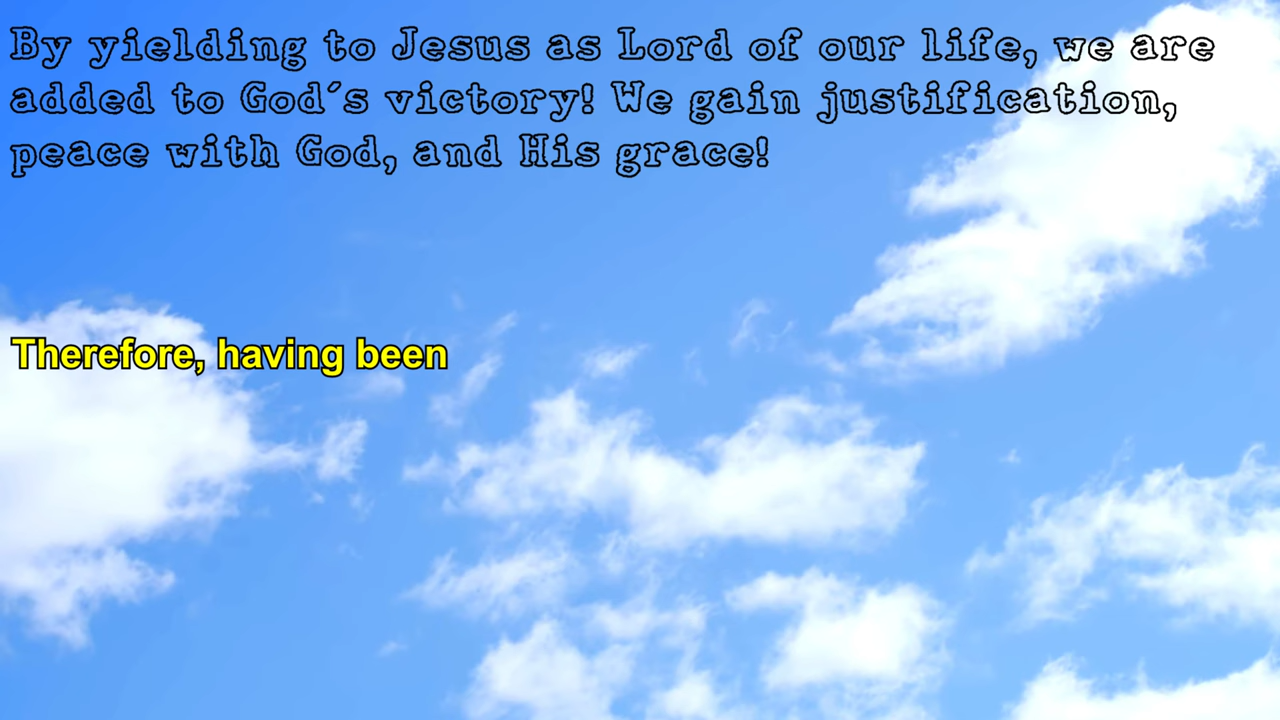 By yielding to Jesus as Lord of our life, we are
added to God´s victory! We gain justification,
peace with God, and His grace!
Therefore, having been